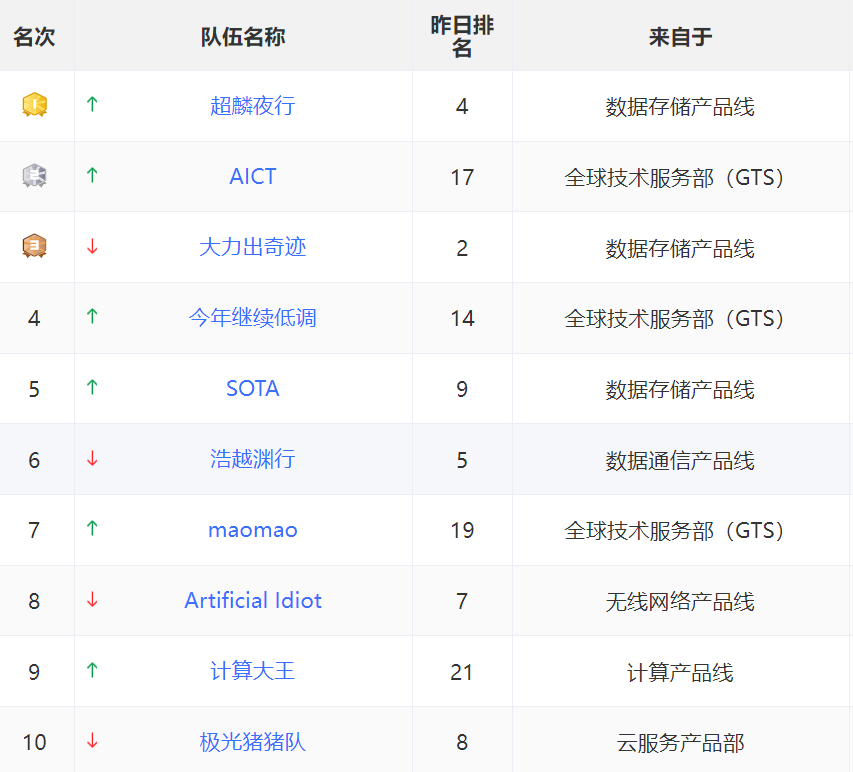 名次 队伍名称 昨日排名 来自于
1 ↑ 超麟夜行 4 数据存储产品线
2 ↑ AICT 17 全球技术服务部（GTS）
3 ↓ 大力出奇迹 2 数据存储产品线
4 ↑ 今年继续低调 14 全球技术服务部（GTS）
5 ↑ SOTA 9 数据存储产品线
6 ↓ 浩越渊行 5 数据通信产品线
7 ↑ maomao 19 全球技术服务部（GTS）
8 ↓ Artificial Idiot 7 无线网络产品线
9 ↑ 计算大王 21 计算产品线
10 ↓ 极光猪猪队 8 云服务产品部